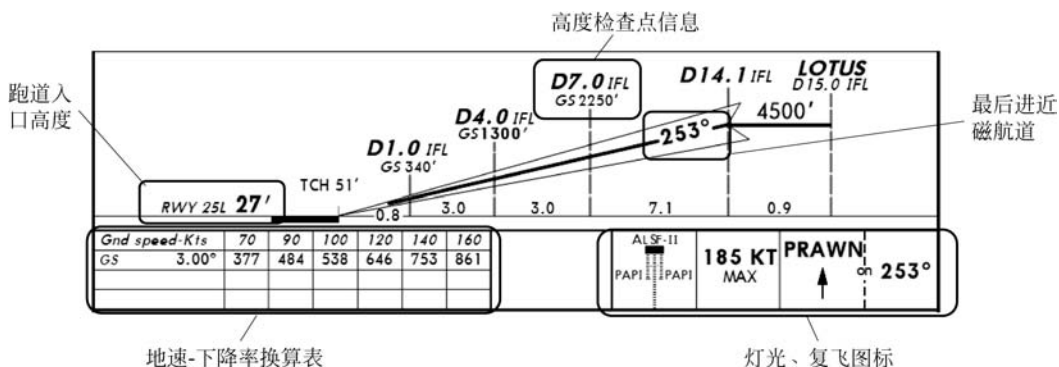 高度检查点信息
跑道入
口高度
最后进近
磁航道
LOTUS
D15.0 IFL
D14.1 IFL
4500'
D7.0 IFL
GS 2250'
D4.0 IFL
GS 1300'
D1.0 IFL
GS 340'
253°
TCH 51'
RWY 25L 27'
0.8 3.0 3.0 7.1 0.9
Gnd speed-Kts 70 90 100 120 140 160
GS 3.00° 377 484 538 646 753 861
ALSF-II
PAPI PAPI
185 KT
MAX
PRAWN
on 253°
地速-下降率换算表
灯光、复飞图标